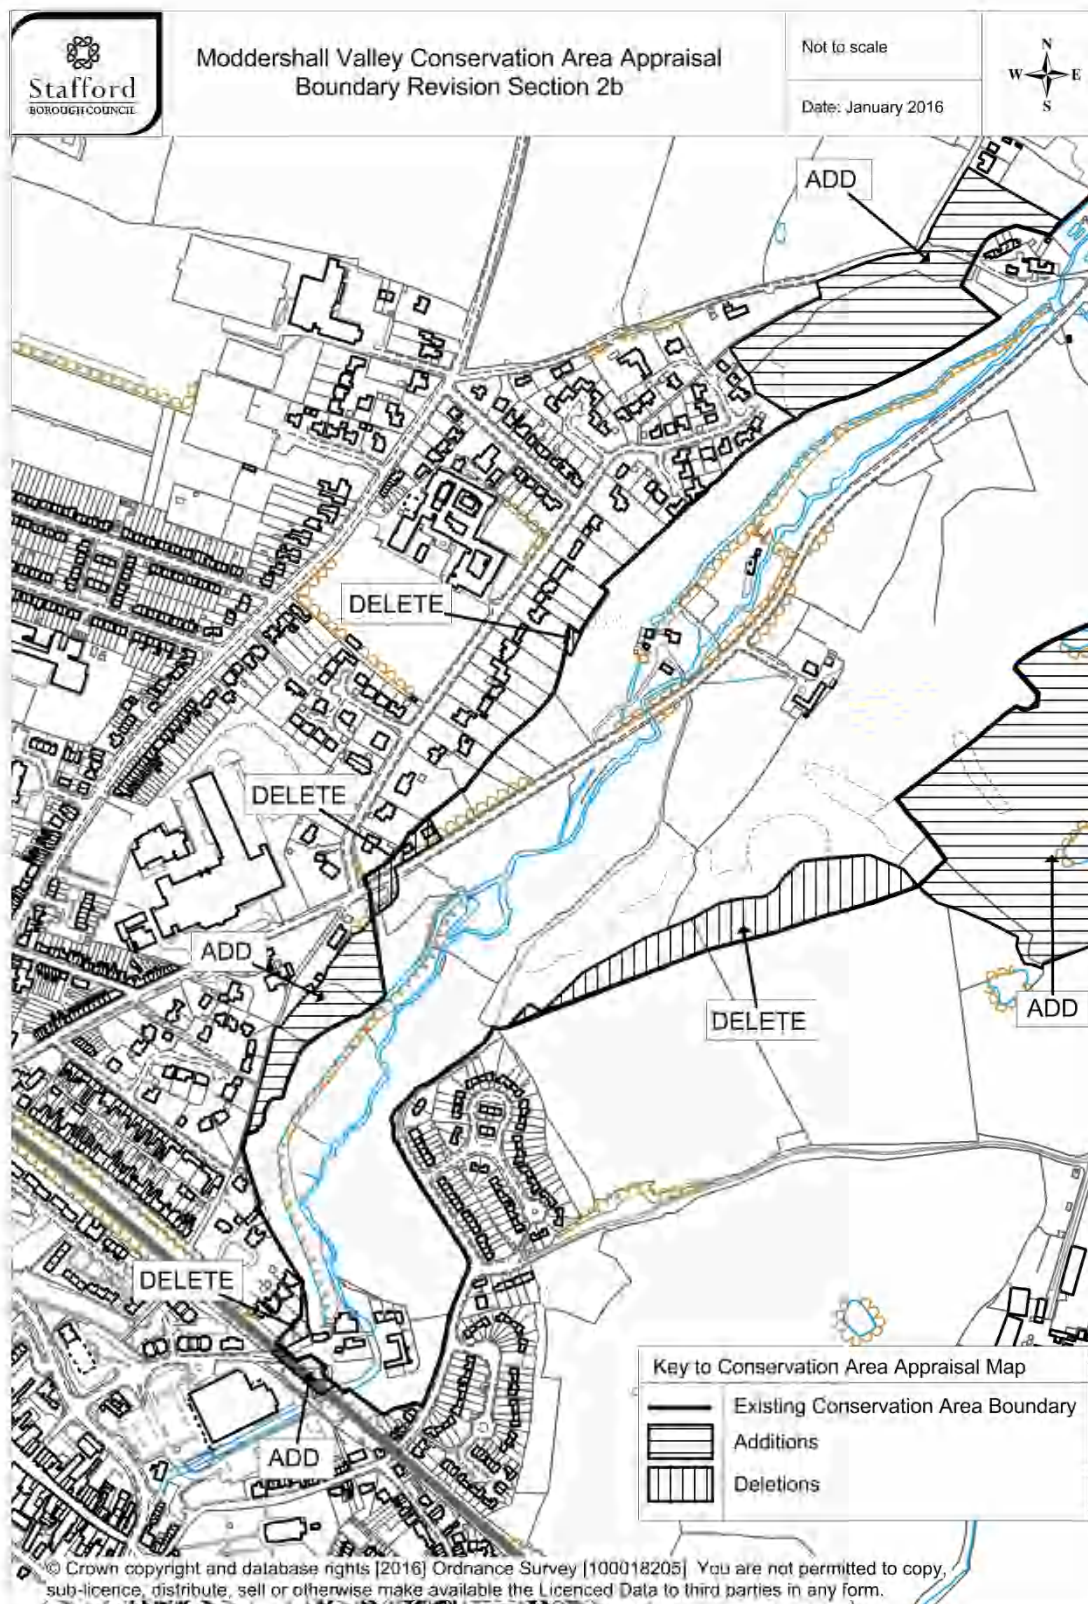 Stafford
BOROUGH COUNCIL
Moddershall Valley Conservation Area Appraisal
Boundary Revision Section 2b
Not to scale
Date: January 2016
N
W E
S
ADD
DELETE
DELETE
ADD
DELETE
ADD
DELETE
ADD
Key to Conservation Area Appraisal Map
Existing Conservation Area Boundary
Additions
Deletions
© Crown copyright and database rights [2016] Ordnance Survey [100018205] You are not permitted to copy,
sub-licence, distribute, sell or otherwise make available the Licenced Data to third parties in any form.